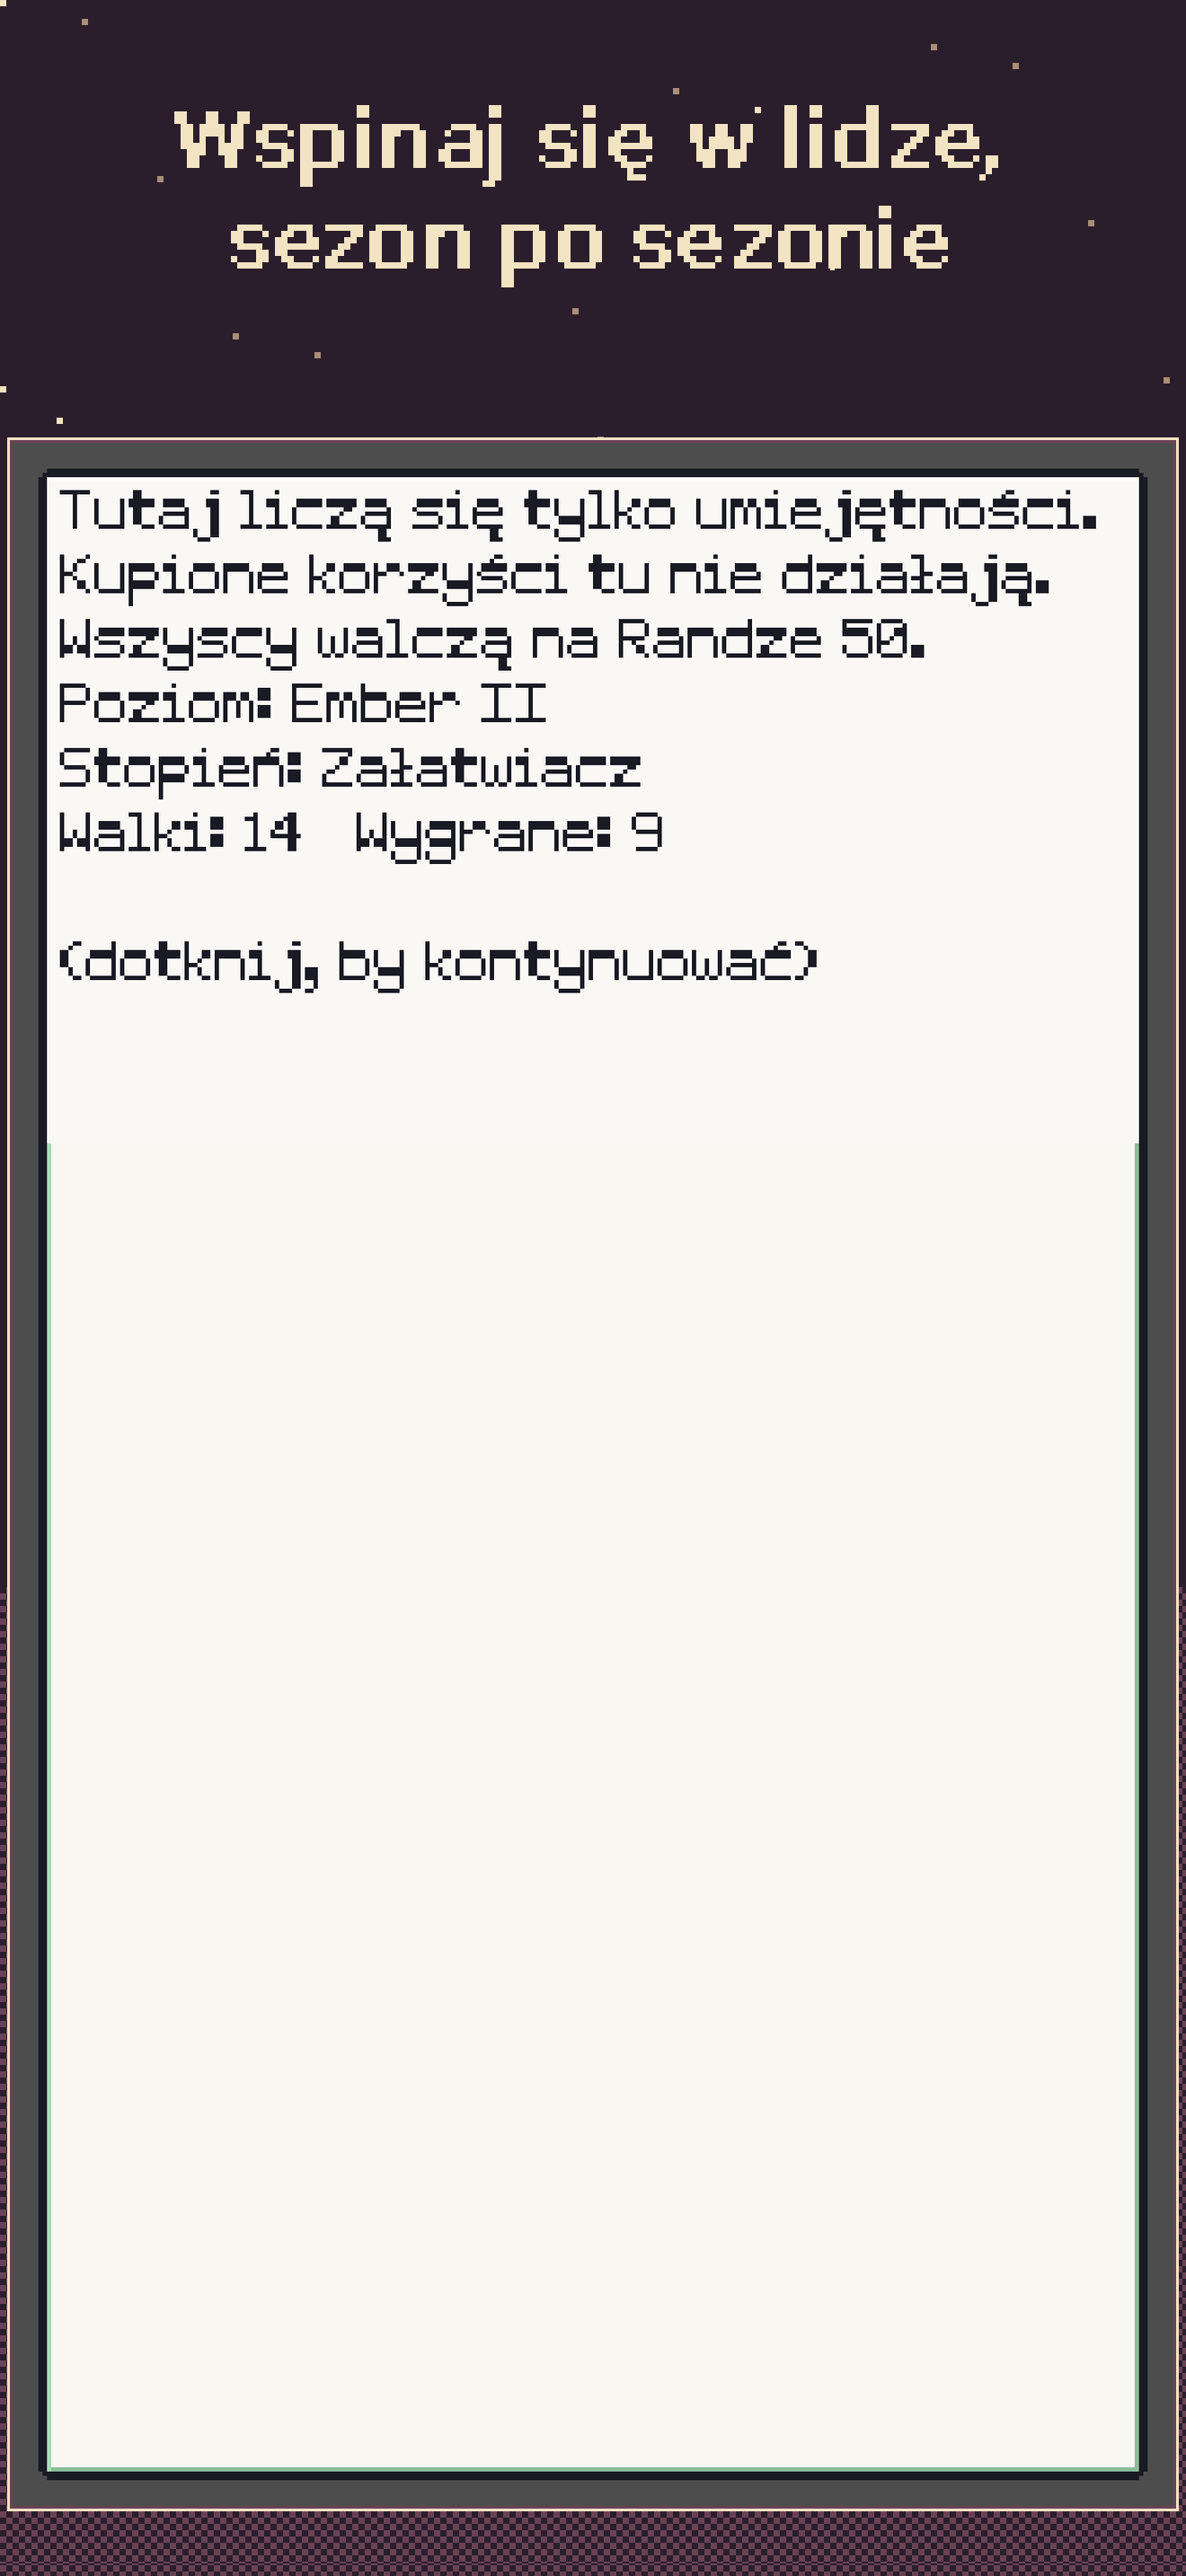 Wspinaj się w lidze,
sezon po sezonie
Tutaj liczą się tylko umiejętności.
Kupione korzyści tu nie działają.
Wszyscy walczą na Randze 50.
Poziom: Ember II
Stopień: Załatwiacz
Walki: 14   Wygrane: 9
(dotknij, by kontynuować)